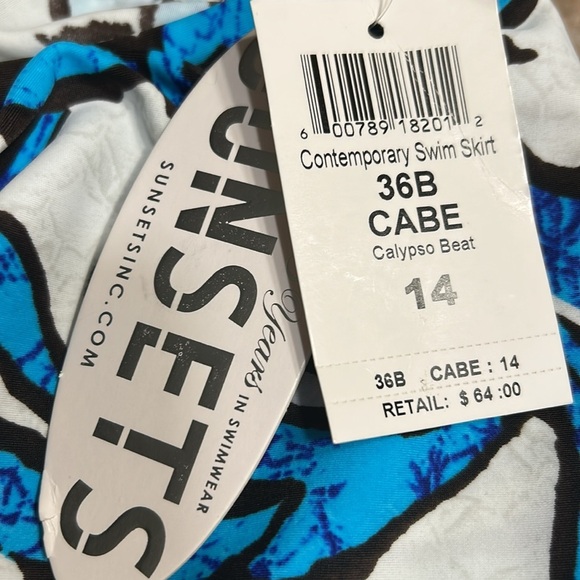 SUNSETS
SUNSETSINC.COM
Years IN SWIMWEAR
6 00789 18201 2
Contemporary Swim Skirt
36B
CABE
Calypso Beat
14
36B CABE : 14
RETAIL: $ 64 :00